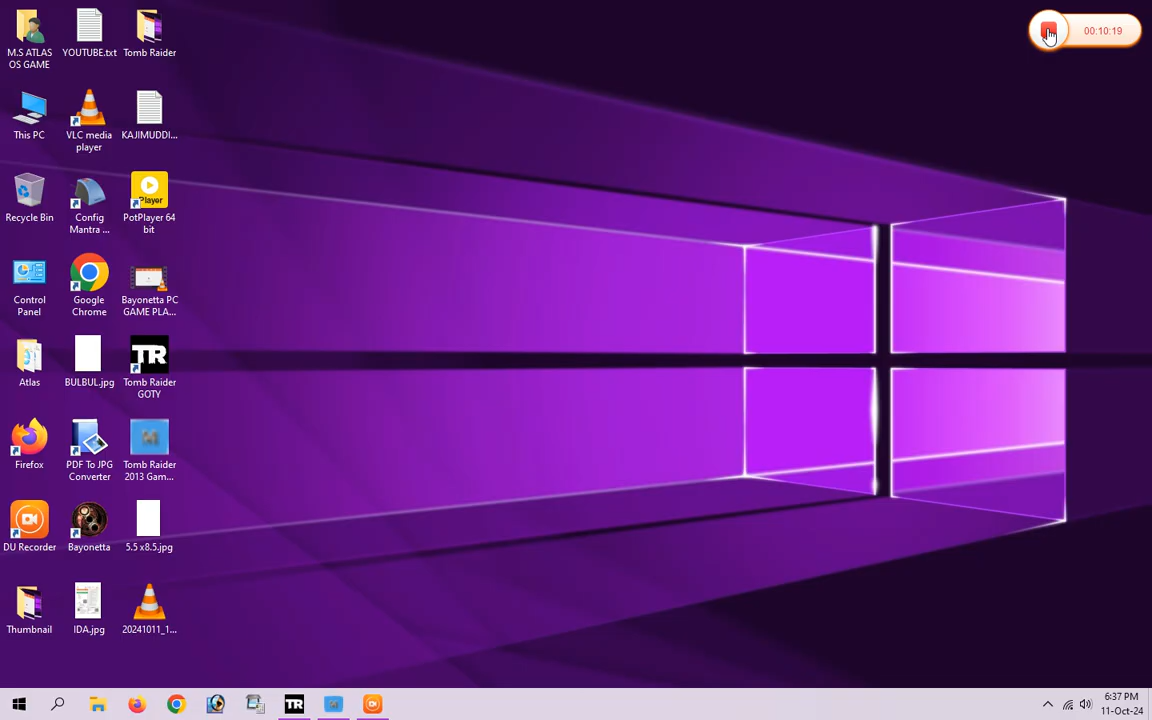 00:10:19
M.S ATLAS
OS GAME
YOUTUBE.txt
Tomb Raider
This PC
VLC media
player
KAJIMUDDI...
Recycle Bin
Config
Mantra ...
Player
PotPlayer 64
bit
Control
Panel
Google
Chrome
Bayonetta PC
GAME PLA...
Atlas
BULBUL.jpg
TR
Tomb Raider
GOTY
Firefox
PDF To JPG
Converter
Tomb Raider
2013 Gam...
DU Recorder
Bayonetta
5.5 x8.5.jpg
Thumbnail
IDA.jpg
20241011_1...
TR
6:37 PM
11-Oct-24